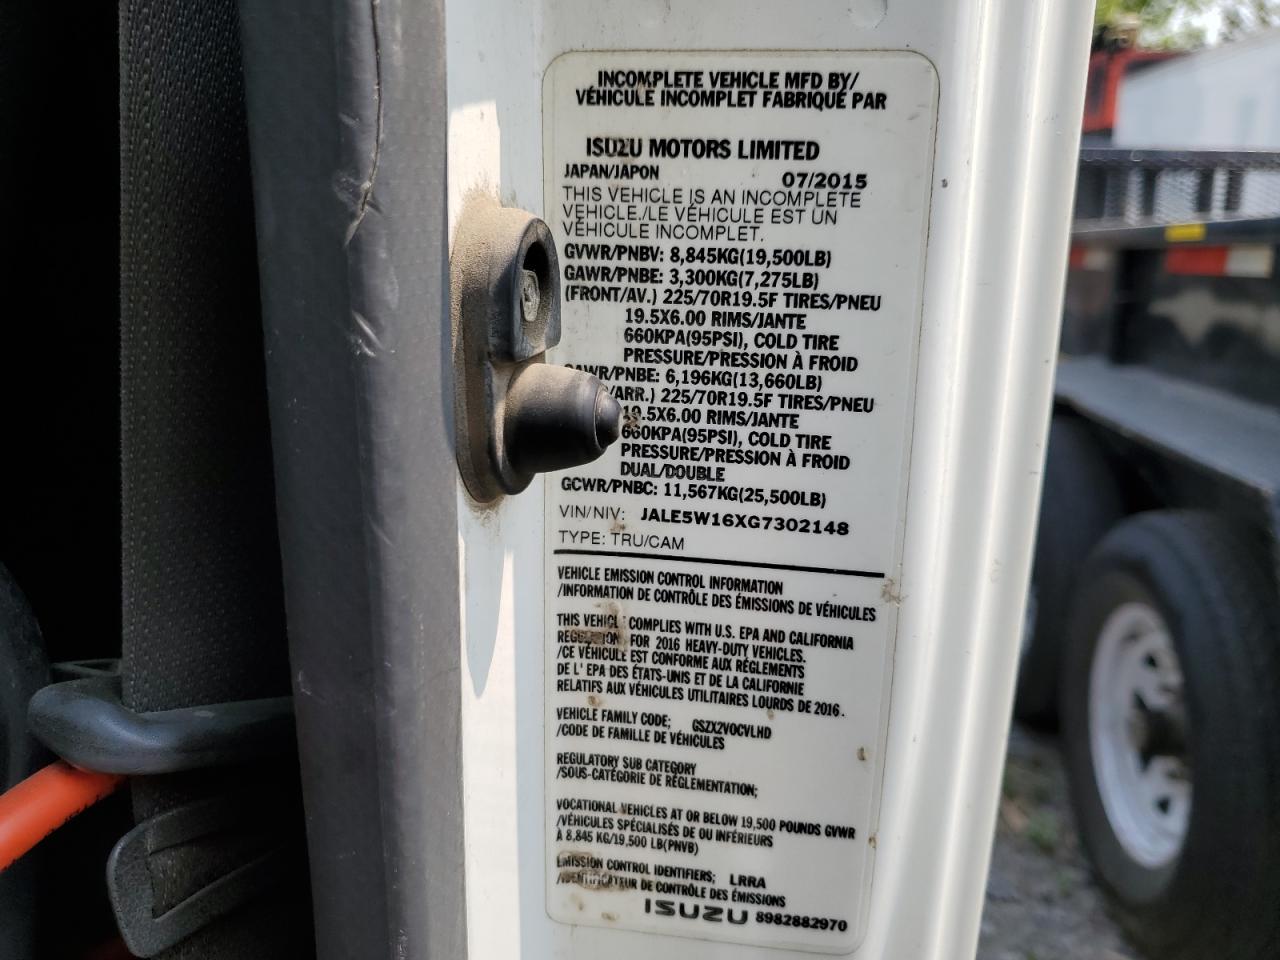 INCOMPLETE VEHICLE MFD BY/
VÉHICULE INCOMPLET FABRIQUÉ PAR
ISUZU MOTORS LIMITED
JAPAN/JAPON 07/2015
THIS VEHICLE IS AN INCOMPLETE
VEHICLE./LE VÉHICULE EST UN
VÉHICULE INCOMPLET.
GVWR/PNBV: 8,845KG(19,500LB)
GAWR/PNBE: 3,300KG(7,275LB)
(FRONT/AV.) 225/70R19.5F TIRES/PNEU
19.5X6.00 RIMS/JANTE
660KPA(95PSI), COLD TIRE
PRESSURE/PRESSION À FROID
GAWR/PNBE: 6,196KG(13,660LB)
/ARR.) 225/70R19.5F TIRES/PNEU
19.5X6.00 RIMS/JANTE
660KPA(95PSI), COLD TIRE
PRESSURE/PRESSION À FROID
DUAL/DOUBLE
GCWR/PNBC: 11,567KG(25,500LB)
VIN/NIV: JALE5W16XG7302148
TYPE: TRU/CAM
VEHICLE EMISSION CONTROL INFORMATION
/INFORMATION DE CONTRÔLE DES ÉMISSIONS DE VÉHICULES
THIS VEHICLE COMPLIES WITH U.S. EPA AND CALIFORNIA
REGULATION FOR 2016 HEAVY-DUTY VEHICLES.
/CE VÉHICULE EST CONFORME AUX RÉGLEMENTS
DE L' EPA DES ÉTATS-UNIS ET DE LA CALIFORNIE
RELATIFS AUX VÉHICULES UTILITAIRES LOURDS DE 2016.
VEHICLE FAMILY CODE; GSZX2VOCVLHD
/CODE DE FAMILLE DE VÉHICULES
REGULATORY SUB CATEGORY
/SOUS-CATÉGORIE DE RÉGLEMENTATION;
VOCATIONAL VEHICLES AT OR BELOW 19,500 POUNDS GVWR
/VÉHICULES SPÉCIALISÉS DE OU INFÉRIEURS
À 8,845 KG/19,500 LB(PNVB)
EMISSION CONTROL IDENTIFIERS; LRRA
/IDENTIFICATEUR DE CONTRÔLE DES ÉMISSIONS
ISUZU 8982882970